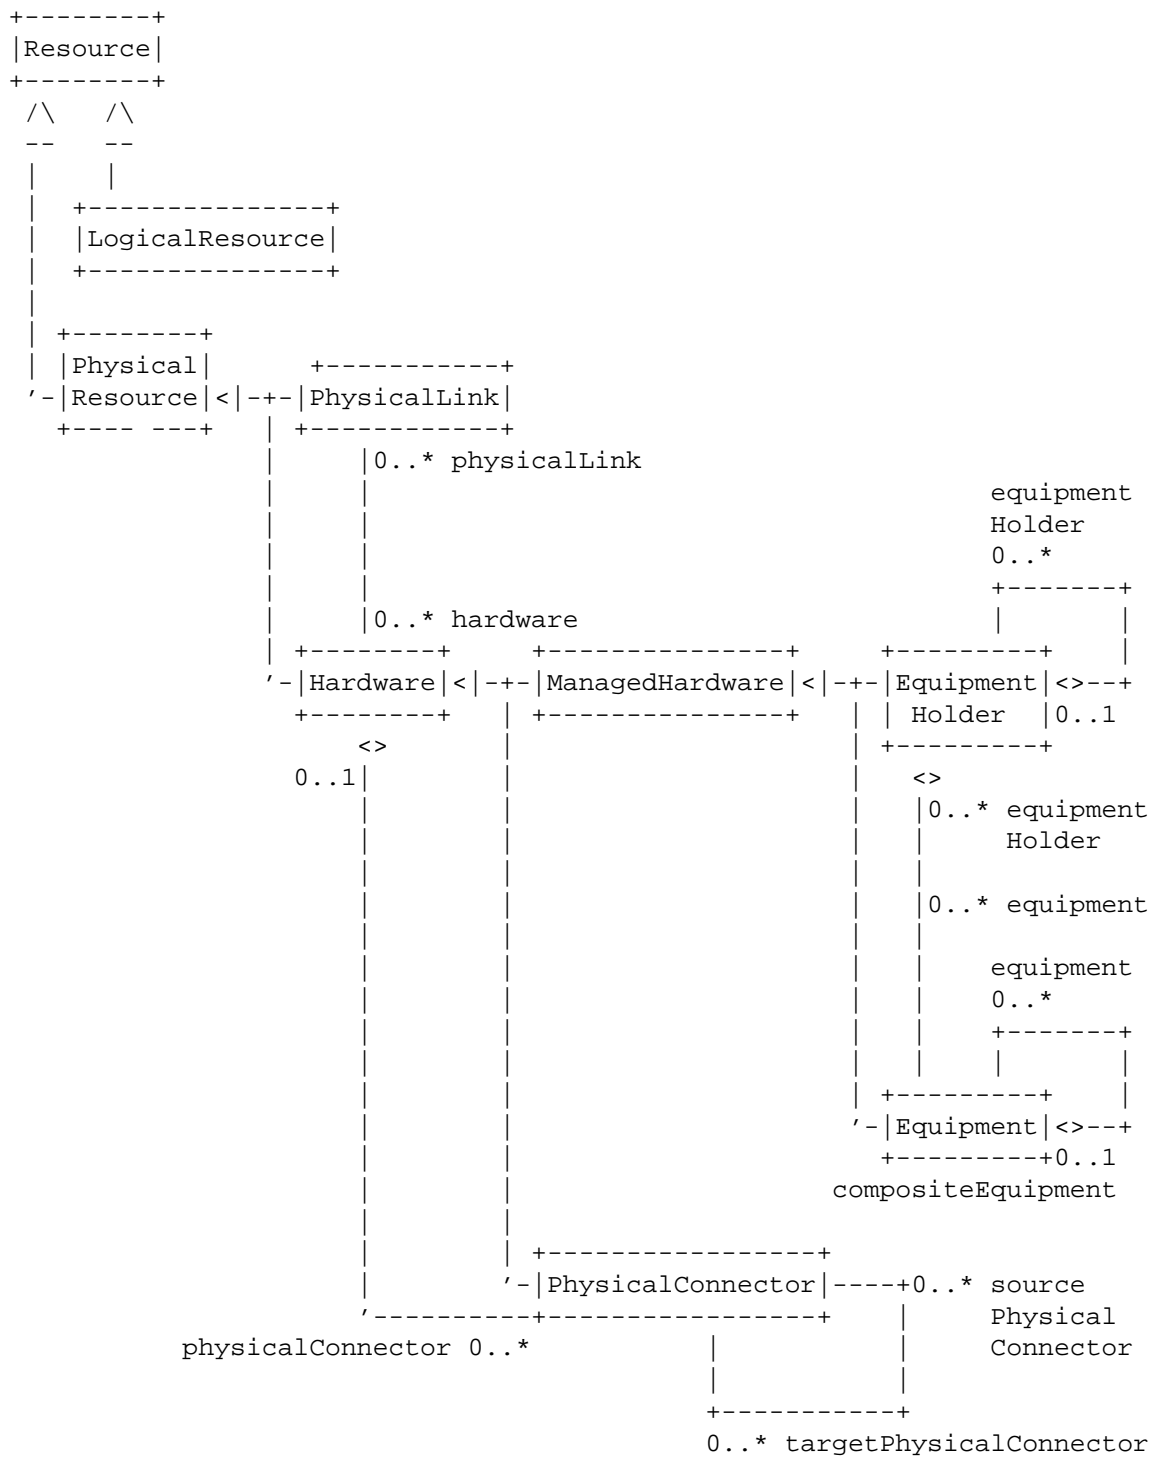 +--------+
|Resource|
+--------+
 /\   /\
 --   --
 |    |
 |  +---------------+
 |  |LogicalResource|
 |  +---------------+
 |
 | +--------+
 | |Physical|      +-----------+
 '-|Resource|<|-+-|PhysicalLink|
   +---- ---+   | +------------+
                |     |0..* physicalLink
                |     |                                       equipment
                |     |                                       Holder
                |     |                                       0..*
                |     |                                        +-------+
                |     |0..* hardware                           |       |
                | +--------+     +---------------+     +---------+     |
                '-|Hardware|<|-+-|ManagedHardware|<|-+-|Equipment|<>--+
                  +--------+   | +---------------+   | | Holder  |0..1
                      <>       |                     | +---------+
                  0..1|        |                     |   <>
                      |        |                     |    |0..* equipment
                      |        |                     |    |     Holder
                      |        |                     |    |
                      |        |                     |    |0..* equipment
                      |        |                     |    |
                      |        |                     |    |    equipment
                      |        |                     |    |    0..*
                      |        |                     |    |    +-------+
                      |        |                     |    |    |       |
                      |        |                     | +---------+     |
                      |        |                     '-|Equipment|<>--+
                      |        |                       +---------+0..1
                      |        |                    compositeEquipment
                      |        |
                      |        | +-----------------+
                      |        '-|PhysicalConnector|----+0..* source
                      '----------+-----------------+    |     Physical
           physicalConnector 0..*           |           |     Connector
                                            |           |
                                            +-----------+
                                            0..* targetPhysicalConnector